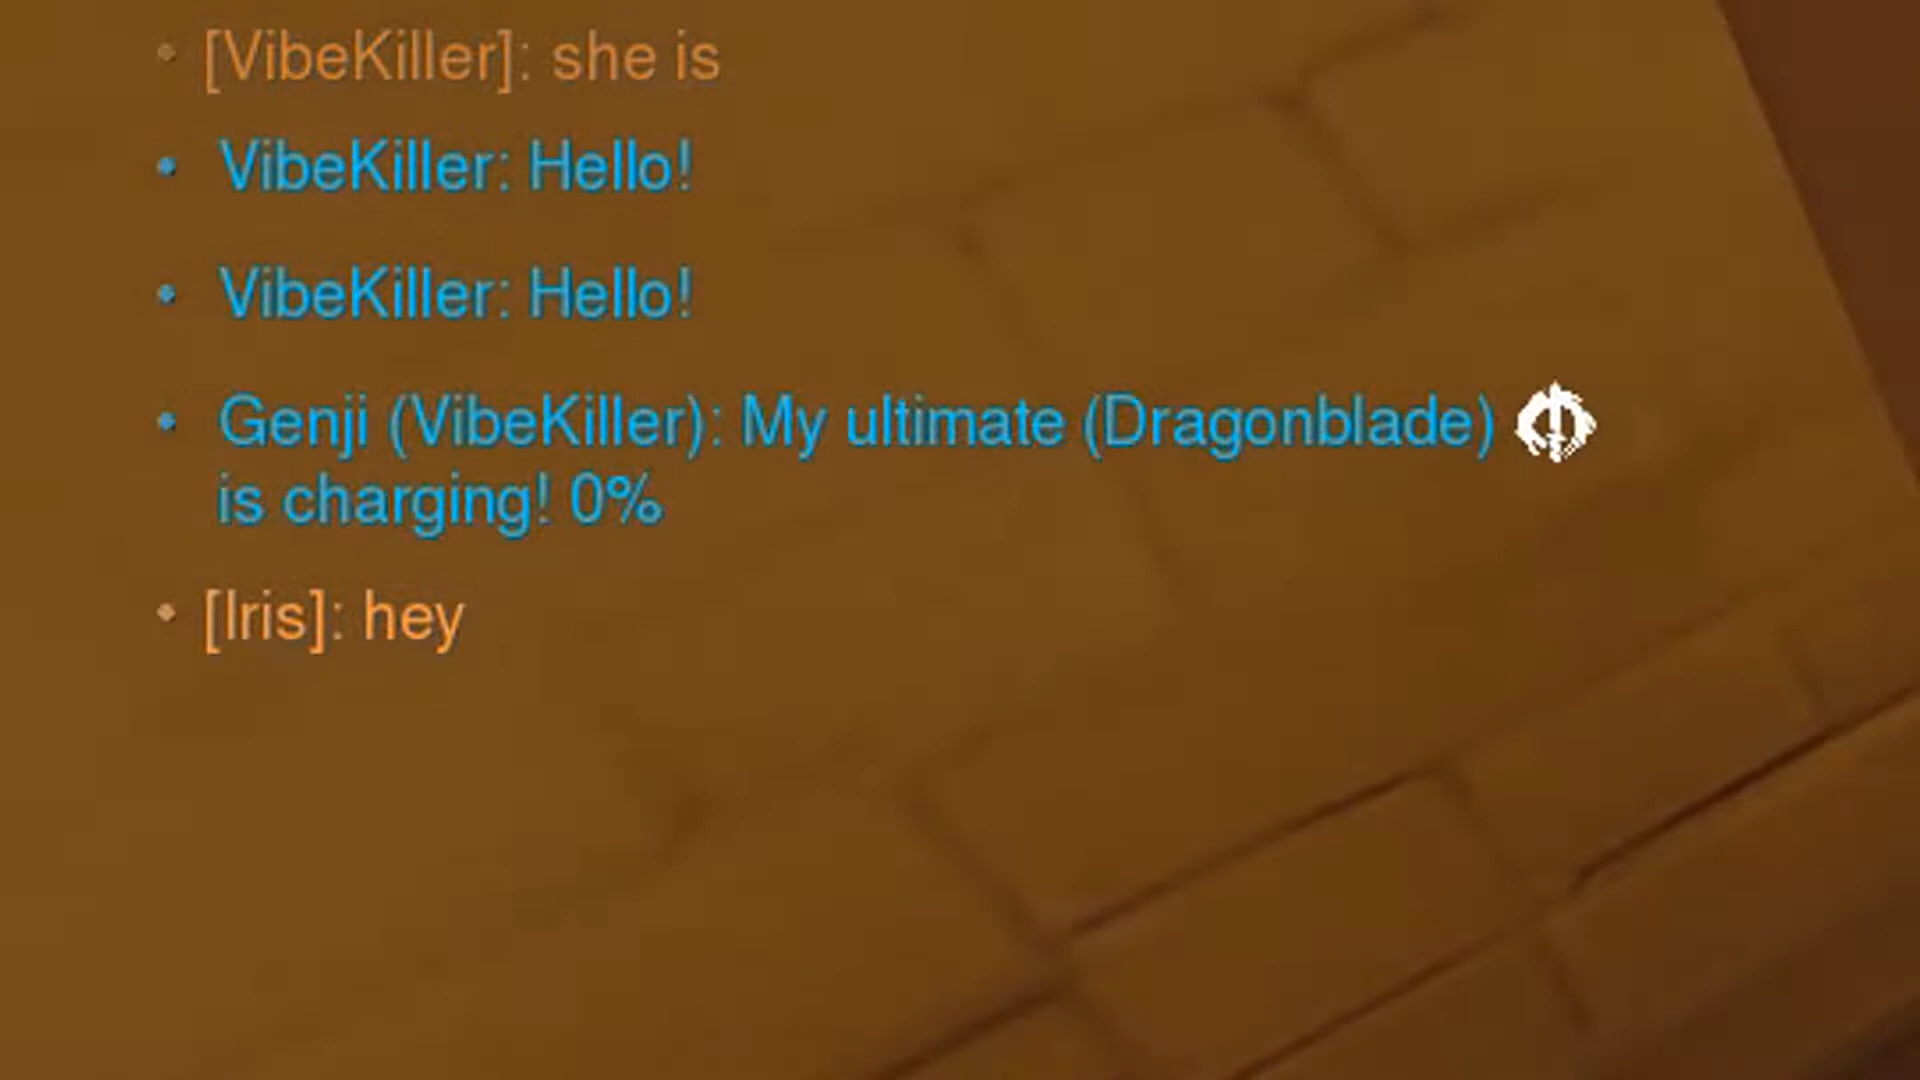 [VibeKiller]: she is
VibeKiller: Hello!
VibeKiller: Hello!
Genji (VibeKiller): My ultimate (Dragonblade)
is charging! 0%
[Iris]: hey